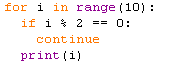 for i in range(10):
  if i % 2 == 0:
    continue
  print(i)